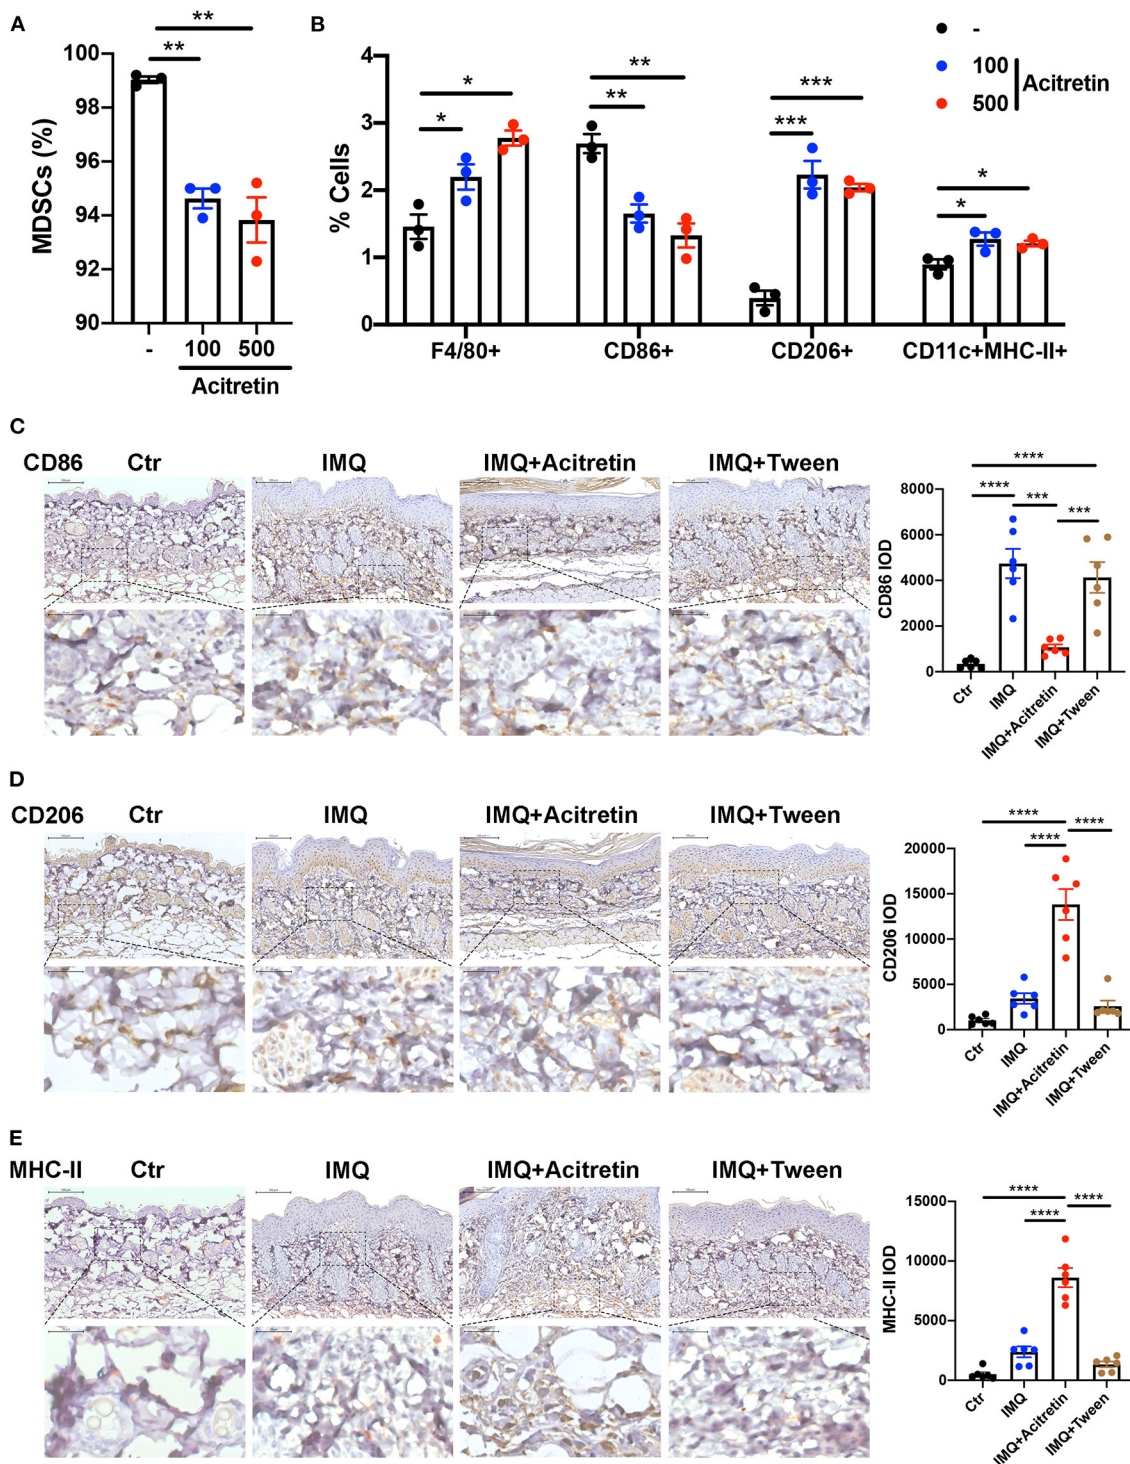 A
B
** 
**
100
98
96
94
92
90
MDSCs (%)
- 100 500
Acitretin
4
3
2
1
0
% Cells
* * ** ** *** *** * *
F4/80+ CD86+ CD206+ CD11c+MHC-II+
-
100
500
Acitretin
C
CD86 Ctr IMQ IMQ+Acitretin IMQ+Tween
****
**** *** ***
8000
6000
4000
2000
0
CD86 IOD
Ctr IMQ IMQ+Acitretin IMQ+Tween
D
CD206 Ctr IMQ IMQ+Acitretin IMQ+Tween
**** ****
****
20000
15000
10000
5000
0
CD206 IOD
Ctr IMQ IMQ+Acitretin IMQ+Tween
E
MHC-II Ctr IMQ IMQ+Acitretin IMQ+Tween
**** ****
****
15000
10000
5000
0
MHC-II IOD
Ctr IMQ IMQ+Acitretin IMQ+Tween